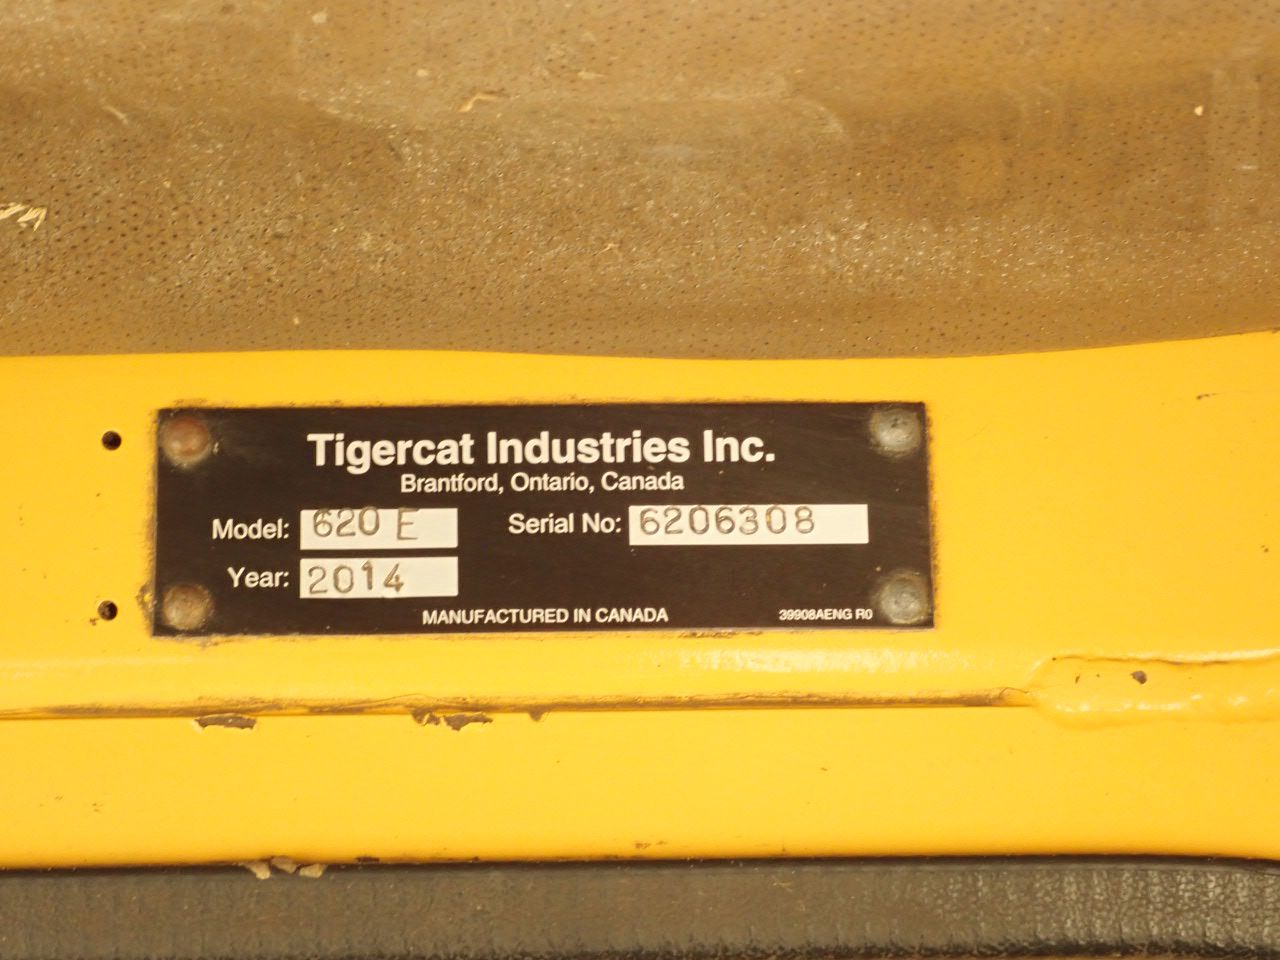 Tigercat Industries Inc.
Brantford, Ontario, Canada
Model: 620 E Serial No: 6206308
Year: 2014
MANUFACTURED IN CANADA 39908AENG R0